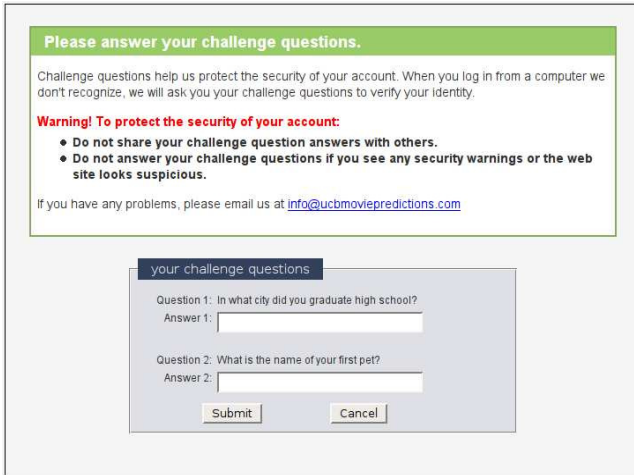 Please answer your challenge questions.
Challenge questions help us protect the security of your account. When you log in from a computer we
don't recognize, we will ask you your challenge questions to verify your identity.
Warning! To protect the security of your account:
● Do not share your challenge question answers with others.
● Do not answer your challenge questions if you see any security warnings or the web
site looks suspicious.
If you have any problems, please email us at info@ucbmoviepredictions.com
your challenge questions
Question 1: In what city did you graduate high school?
Answer 1:
Question 2: What is the name of your first pet?
Answer 2:
Submit Cancel